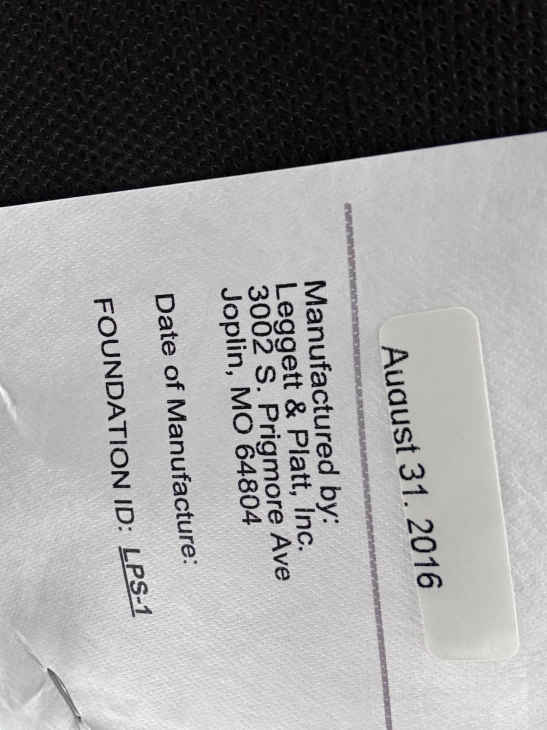 August 31, 2016
Manufactured by:
Leggett & Platt, Inc.
3002 S. Prigmore Ave
Joplin, MO 64804
Date of Manufacture:
FOUNDATION ID: LPS-1